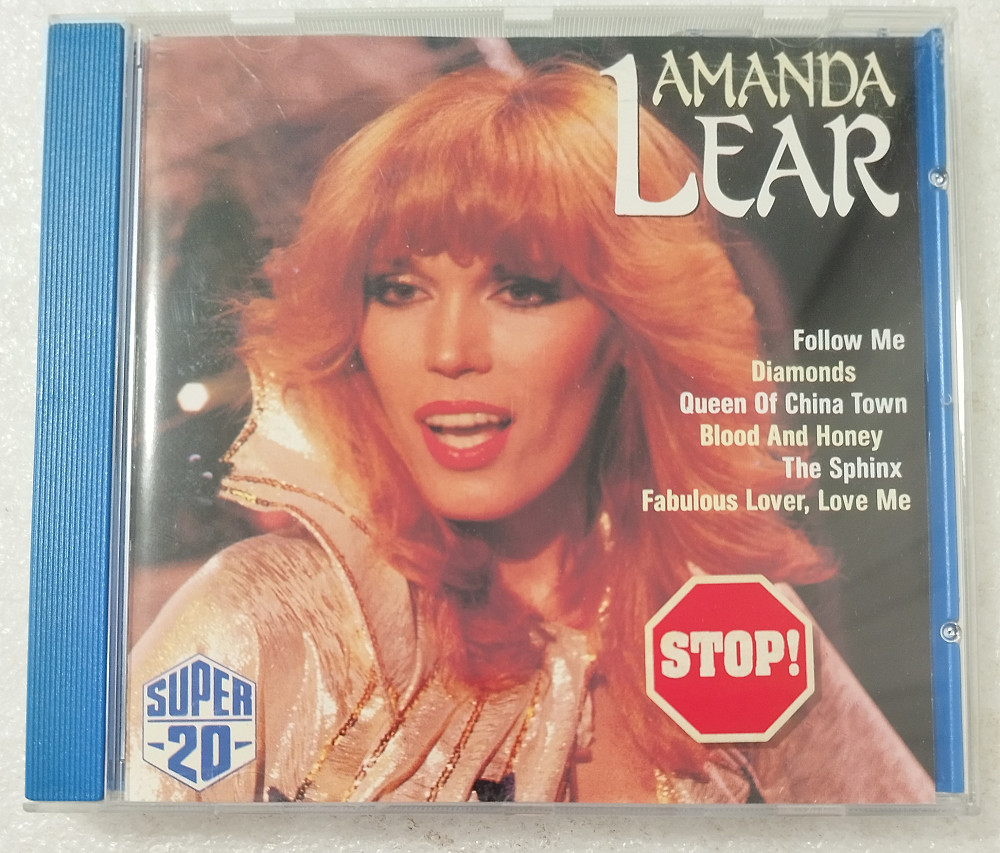 AMANDA
LEAR
Follow Me
Diamonds
Queen Of China Town
Blood And Honey
The Sphinx
Fabulous Lover, Love Me
STOP!
SUPER
-20-